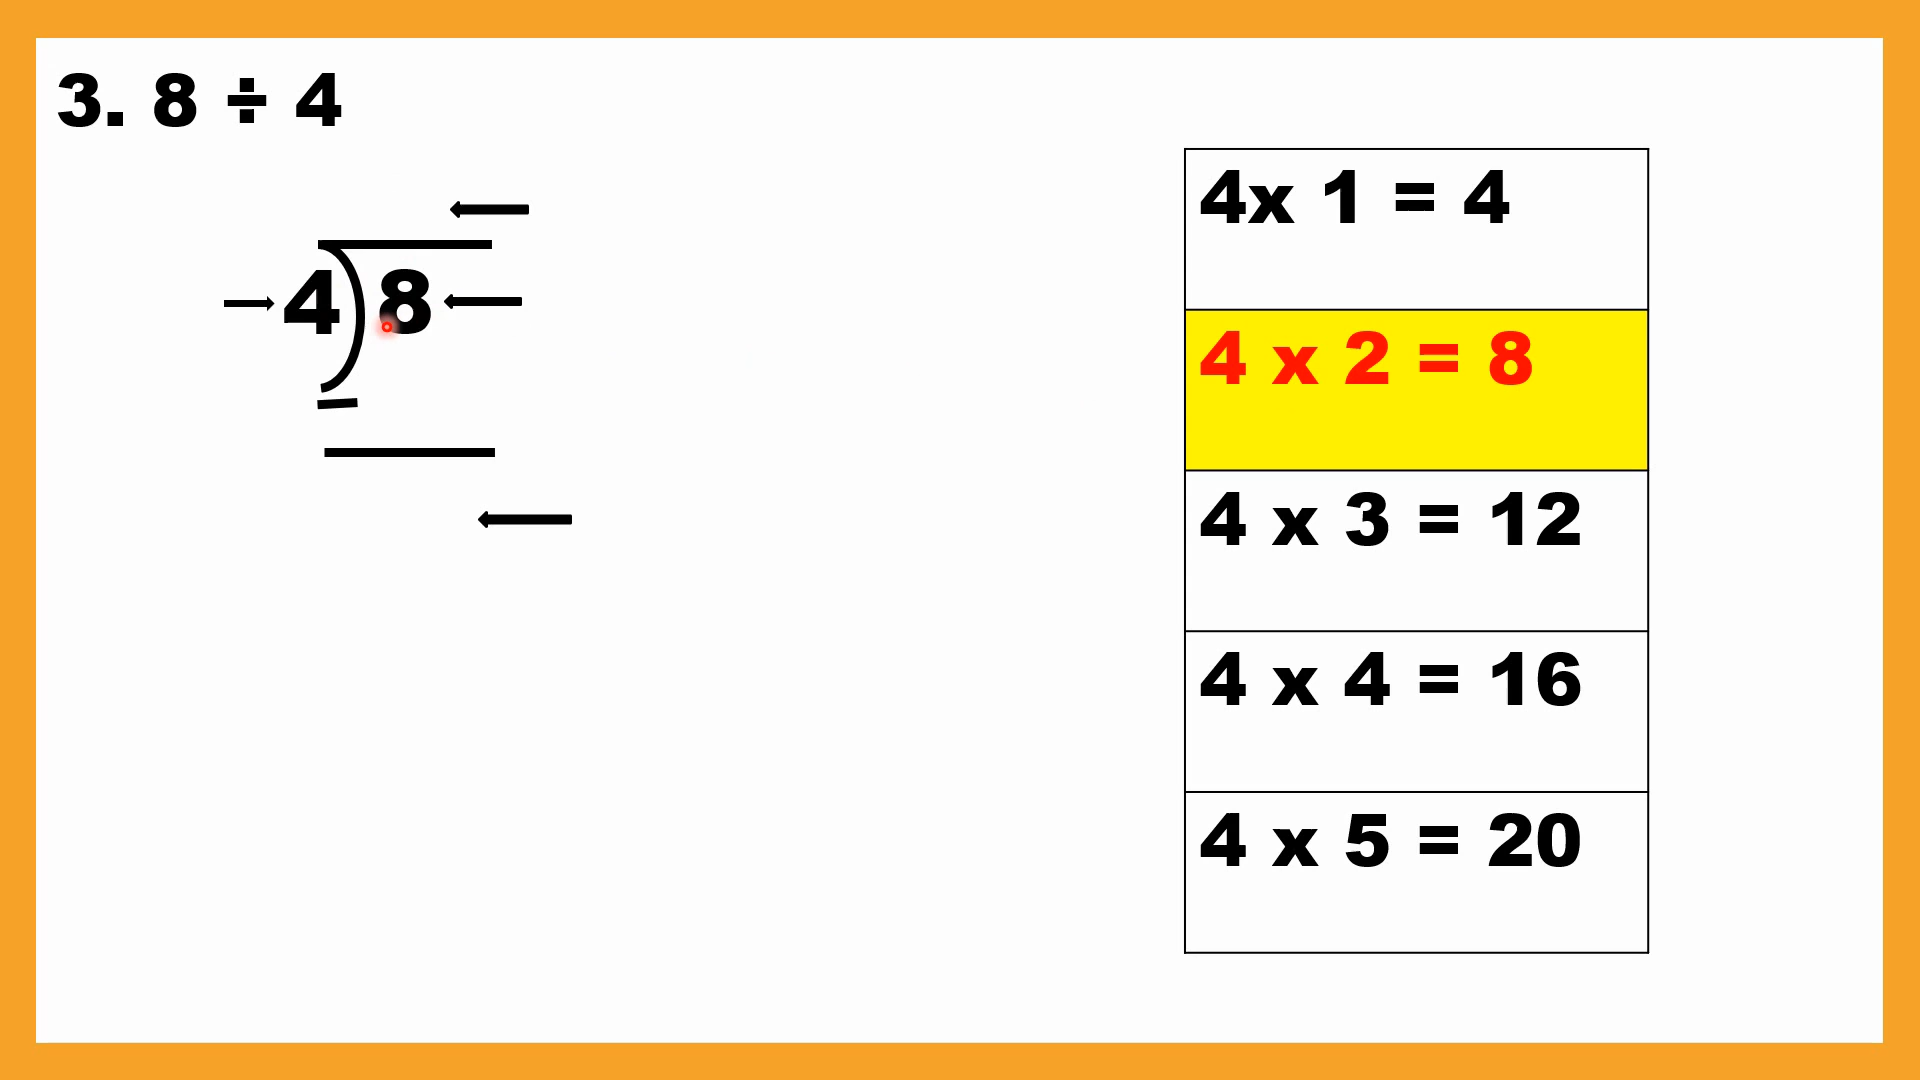 3. 8 ÷ 4
4 8
4x 1 = 4
4 x 2 = 8
4 x 3 = 12
4 x 4 = 16
4 x 5 = 20